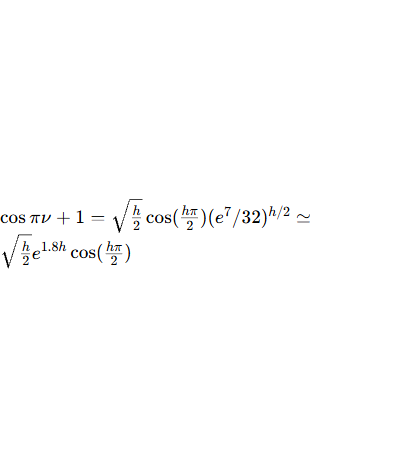 cos πν + 1 = √(h/2) cos(hπ/2)(e^7/32)^{h/2} ≃
√(h/2) e^{1.8h} cos(hπ/2)